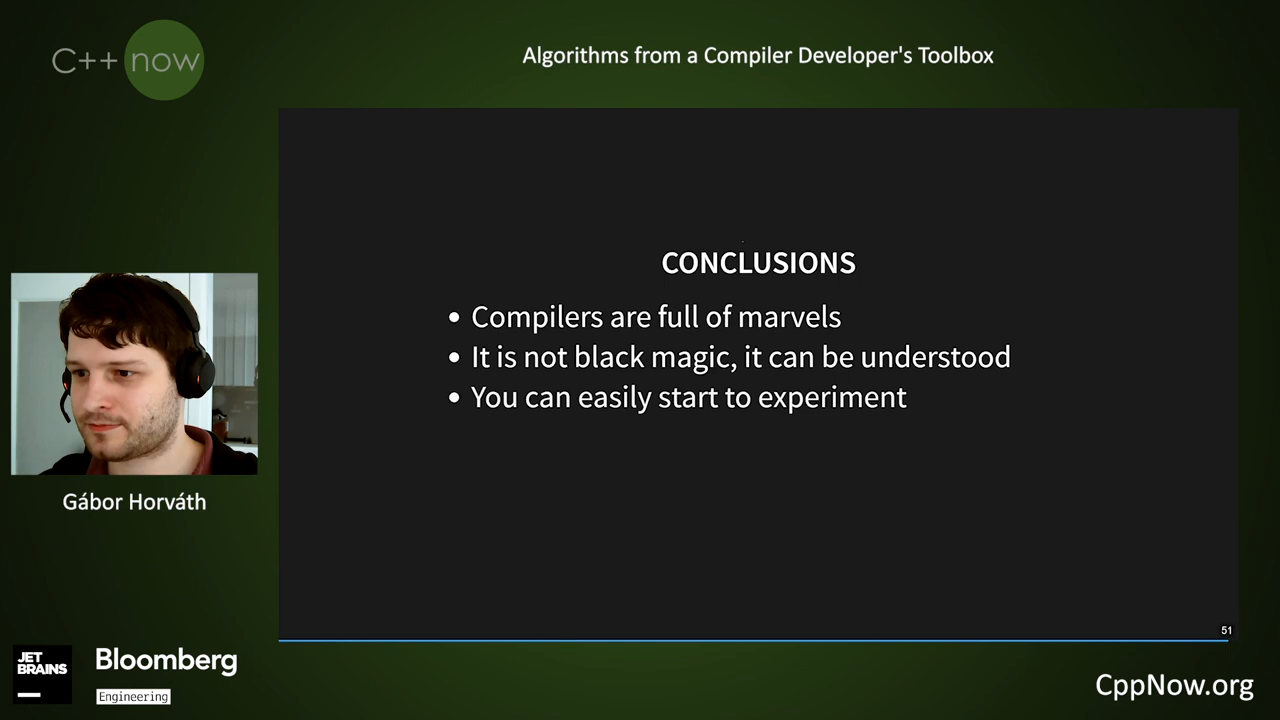 C++ now
Algorithms from a Compiler Developer's Toolbox
CONCLUSIONS
• Compilers are full of marvels
• It is not black magic, it can be understood
• You can easily start to experiment
Gábor Horváth
51
JET
BRAINS
Bloomberg
Engineering
CppNow.org